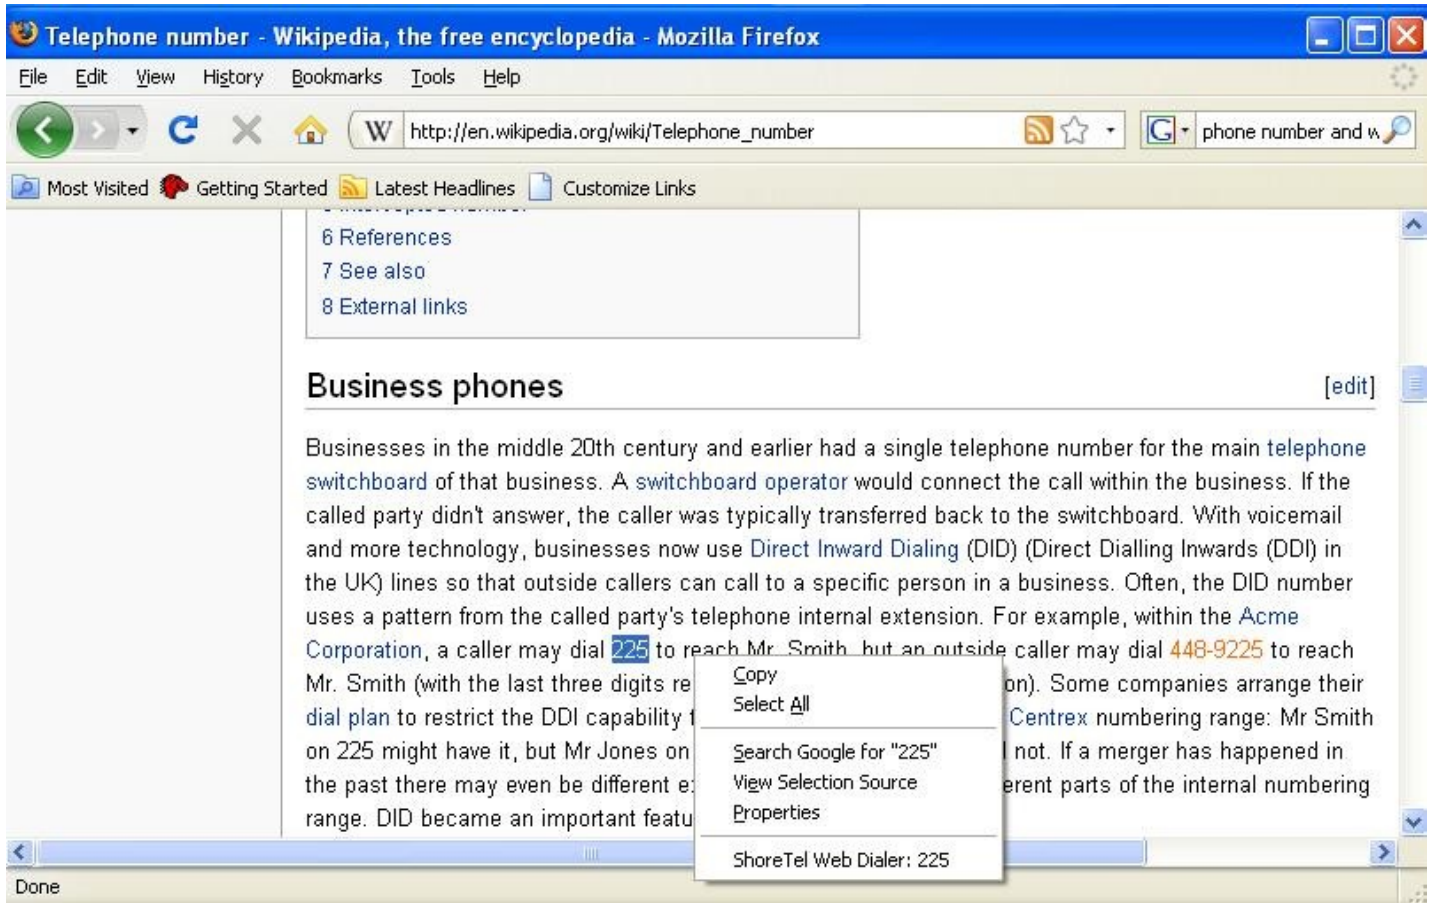 Telephone number - Wikipedia, the free encyclopedia - Mozilla Firefox
File Edit View History Bookmarks Tools Help
W http://en.wikipedia.org/wiki/Telephone_number G phone number and
Most Visited Getting Started Latest Headlines Customize Links
6 References
7 See also
8 External links
Business phones [edit]
Businesses in the middle 20th century and earlier had a single telephone number for the main telephone
switchboard of that business. A switchboard operator would connect the call within the business. If the
called party didn't answer, the caller was typically transferred back to the switchboard. With voicemail
and more technology, businesses now use Direct Inward Dialing (DID) (Direct Dialling Inwards (DDI) in
the UK) lines so that outside callers can call to a specific person in a business. Often, the DID number
uses a pattern from the called party's telephone internal extension. For example, within the Acme
Corporation, a caller may dial 225 to reach Mr. Smith, but an outside caller may dial 448-9225 to reach
Mr. Smith (with the last three digits on). Some companies arrange their
dial plan to restrict the DDI capability Centrex numbering range: Mr Smith
on 225 might have it, but Mr Jones on not. If a merger has happened in
the past there may even be different parts of the internal numbering
range. DID became an important
Copy
Select All
Search Google for "225"
View Selection Source
Properties
ShoreTel Web Dialer: 225
Done